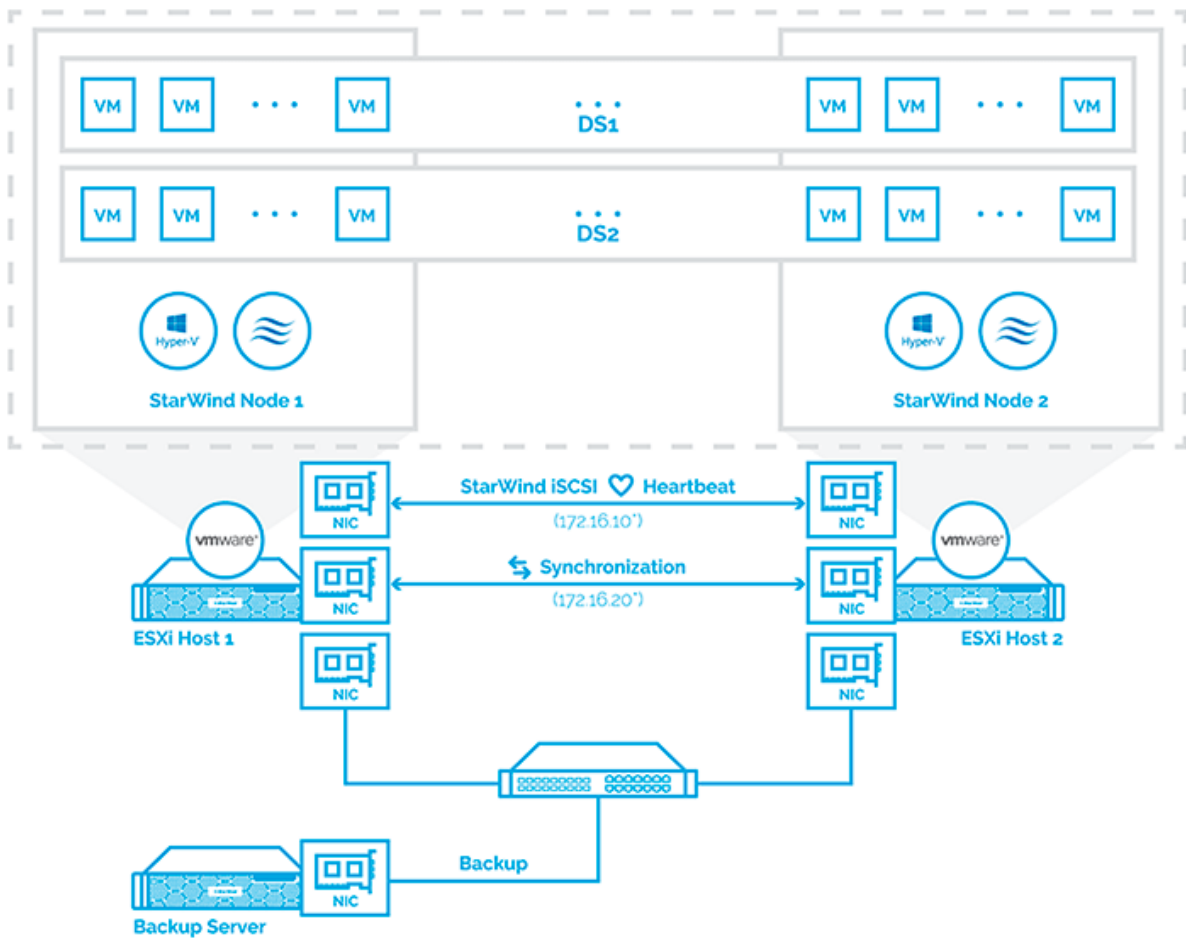 VM VM ... VM ... VM VM ... VM
DS1
VM VM ... VM ... VM VM ... VM
DS2
Hyper-V Hyper-V
StarWind Node 1 StarWind Node 2
StarWind iSCSI Heartbeat
NIC (172.16.10*) NIC
vmware® vmware®
Synchronization
NIC (172.16.20*) NIC
ESXi Host 1 ESXi Host 2
NIC NIC
Backup
NIC
Backup Server